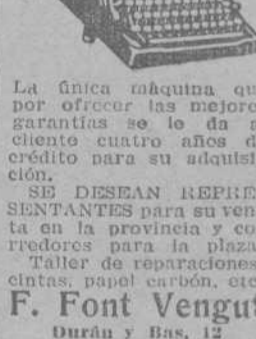 La única máquina qu
por ofrecer las mejore
garantías se le da a
cliente cuatro años d
crédito para su adquisi
ción.
SE DESEAN REPRE
SENTANTES para su ven
ta en la provincia y co
rredores para la plaza
Taller de reparaciones
cintas, papel carbón, etc
F. Font Vengut
Durán y Bas, 12